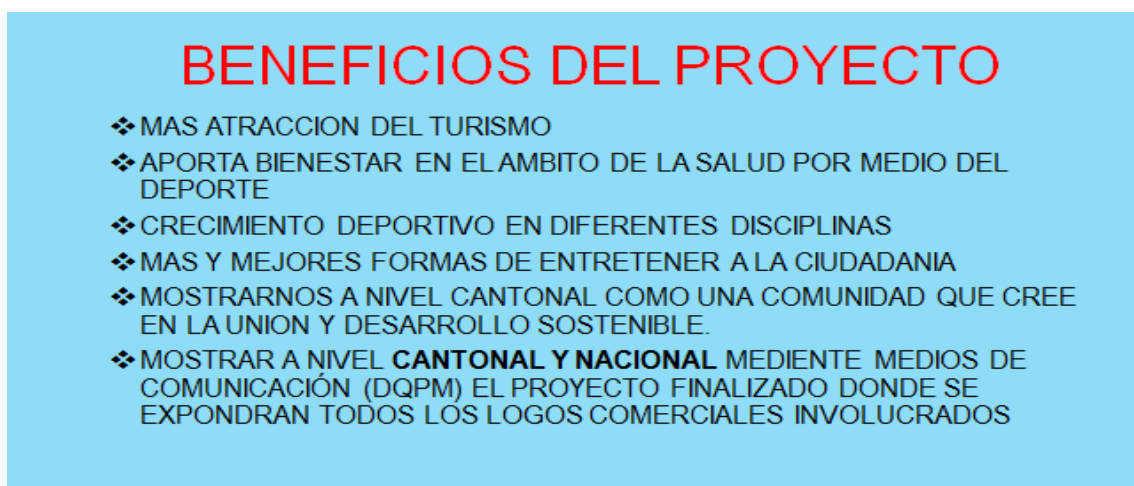 BENEFICIOS DEL PROYECTO
❖ MAS ATRACCION DEL TURISMO
❖ APORTA BIENESTAR EN EL AMBITO DE LA SALUD POR MEDIO DEL
DEPORTE
❖ CRECIMIENTO DEPORTIVO EN DIFERENTES DISCIPLINAS
❖ MAS Y MEJORES FORMAS DE ENTRETENER A LA CIUDADANIA
❖ MOSTRARNOS A NIVEL CANTONAL COMO UNA COMUNIDAD QUE CREE
EN LA UNION Y DESARROLLO SOSTENIBLE.
❖ MOSTRAR A NIVEL CANTONAL Y NACIONAL MEDIENTE MEDIOS DE
COMUNICACIÓN (DQPM) EL PROYECTO FINALIZADO DONDE SE
EXPONDRAN TODOS LOS LOGOS COMERCIALES INVOLUCRADOS